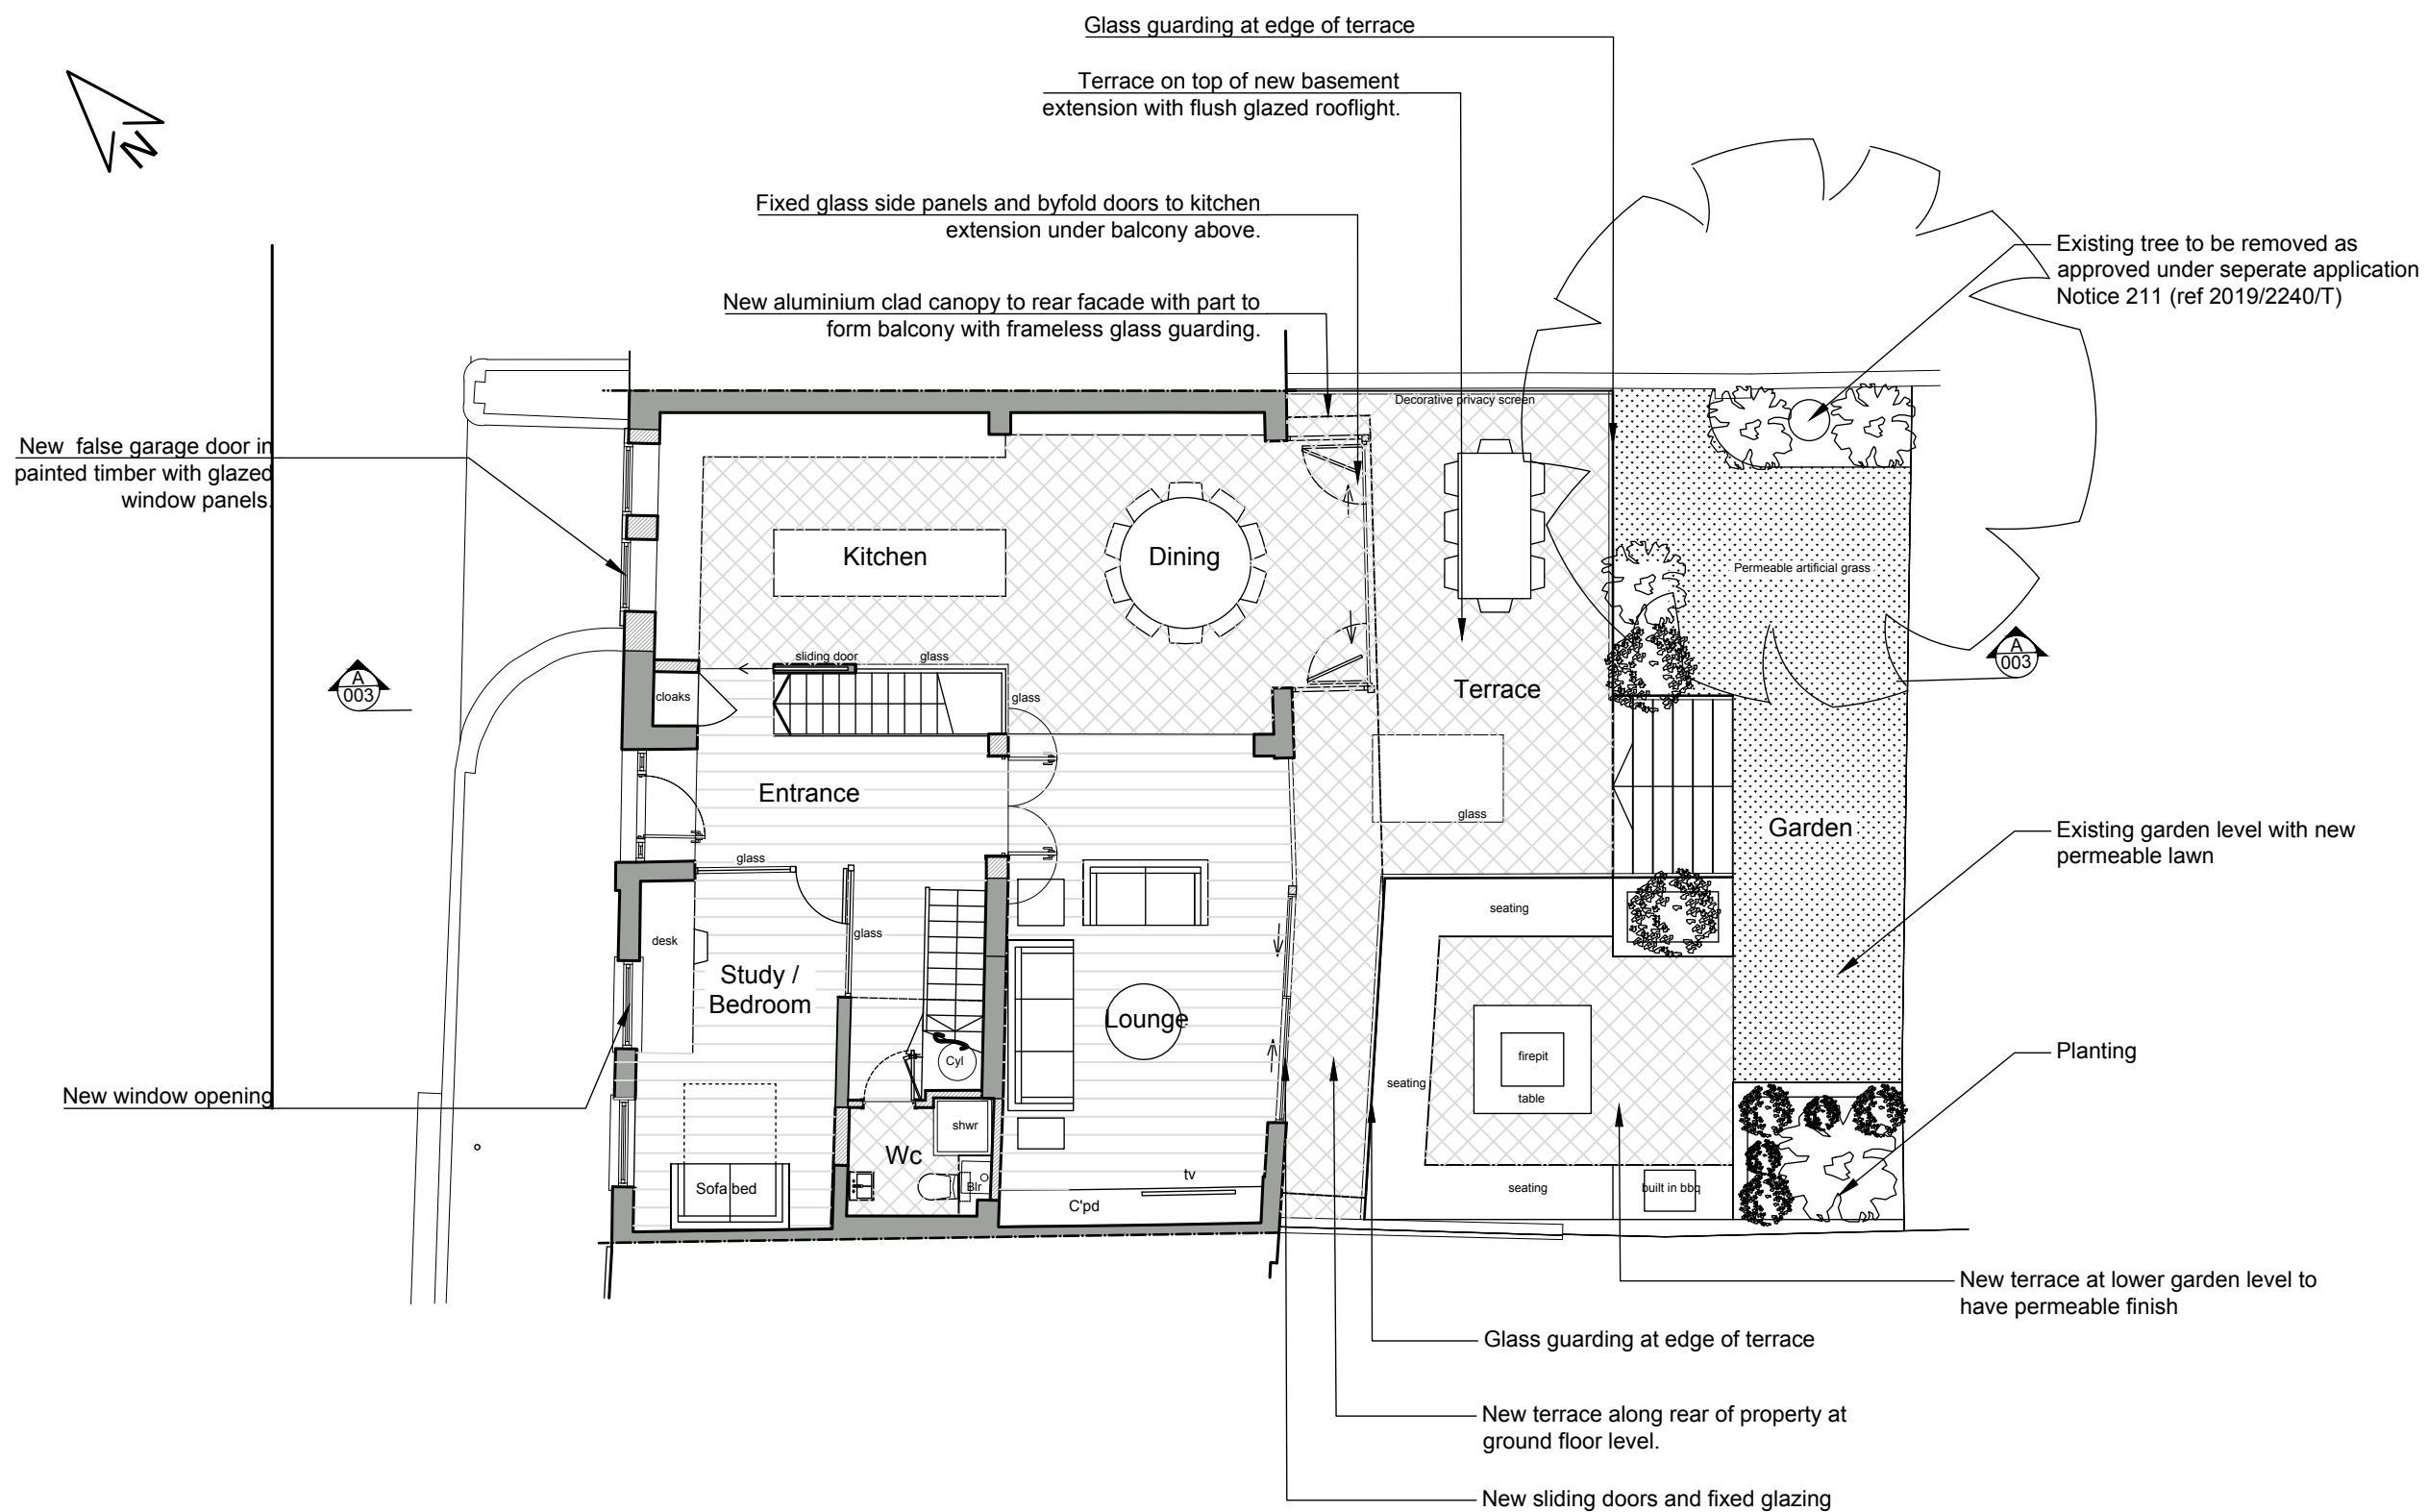 Glass guarding at edge of terrace
Terrace on top of new basement
extension with flush glazed rooflight.
N
Fixed glass side panels and byfold doors to kitchen
extension under balcony above.
New aluminium clad canopy to rear facade with part to
form balcony with frameless glass guarding.
Existing tree to be removed as
approved under seperate application
Notice 211 (ref 2019/2240/T)
New false garage door in
painted timber with glazed
window panels.
Decorative privacy screen
Kitchen
Dining
Permeable artificial grass
sliding door
glass
glass
cloaks
A
003
A
003
Terrace
Entrance
glass
Garden
Existing garden level with new
permeable lawn
glass
glass
desk
seating
Study /
Bedroom
Lounge
Cyl
firepit
table
seating
Planting
New window opening
shwr
Wc
Blr
Sofa bed
tv
C'pd
seating
built in bbq
New terrace at lower garden level to
have permeable finish
Glass guarding at edge of terrace
New terrace along rear of property at
ground floor level.
New sliding doors and fixed glazing